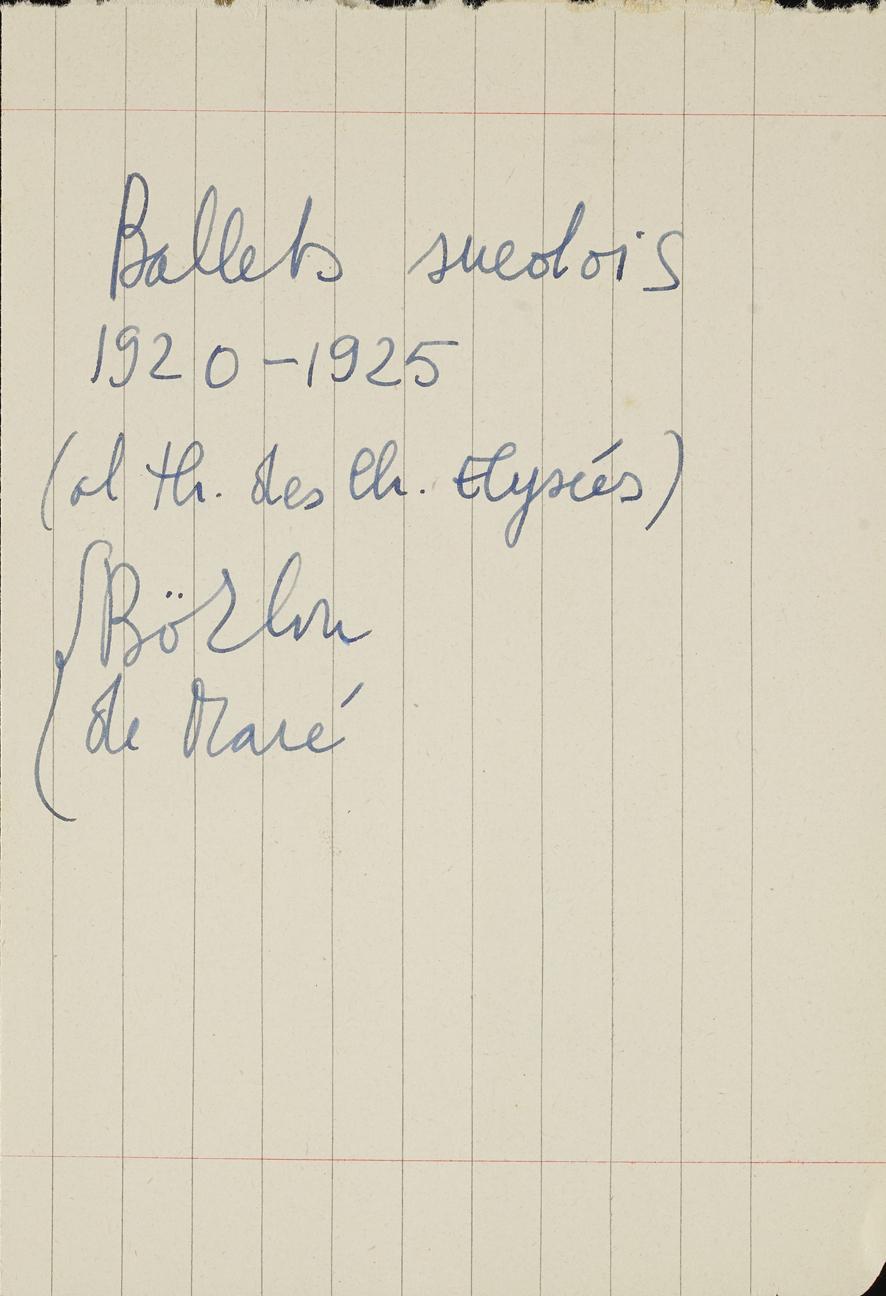 Ballets suedois
1920-1925
(al th. des Ch. Elysées)
Börlin
de Maré